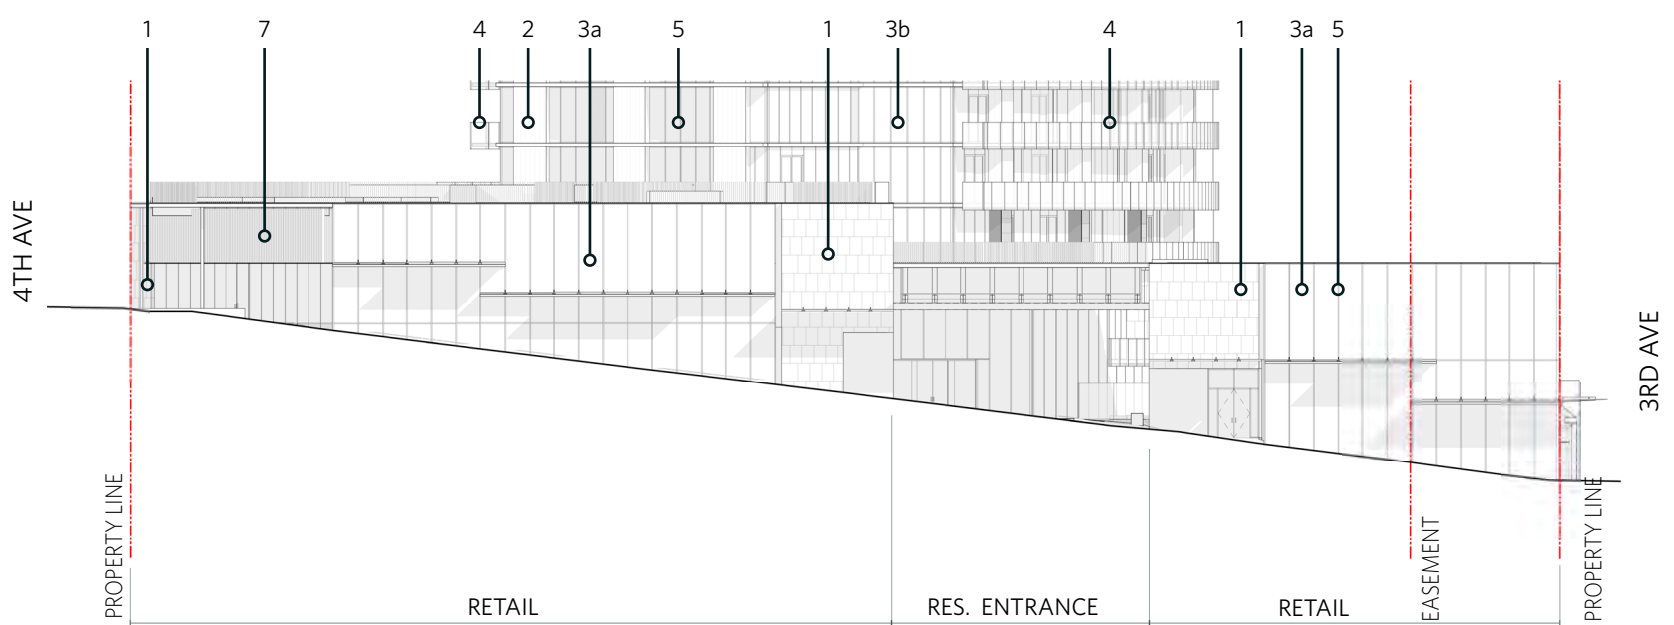 1 7 4 2 3a 5 1 3b 4 1 3a 5
4TH AVE
3RD AVE
PROPERTY LINE
EASEMENT
PROPERTY LINE
RETAIL
RES. ENTRANCE
RETAIL